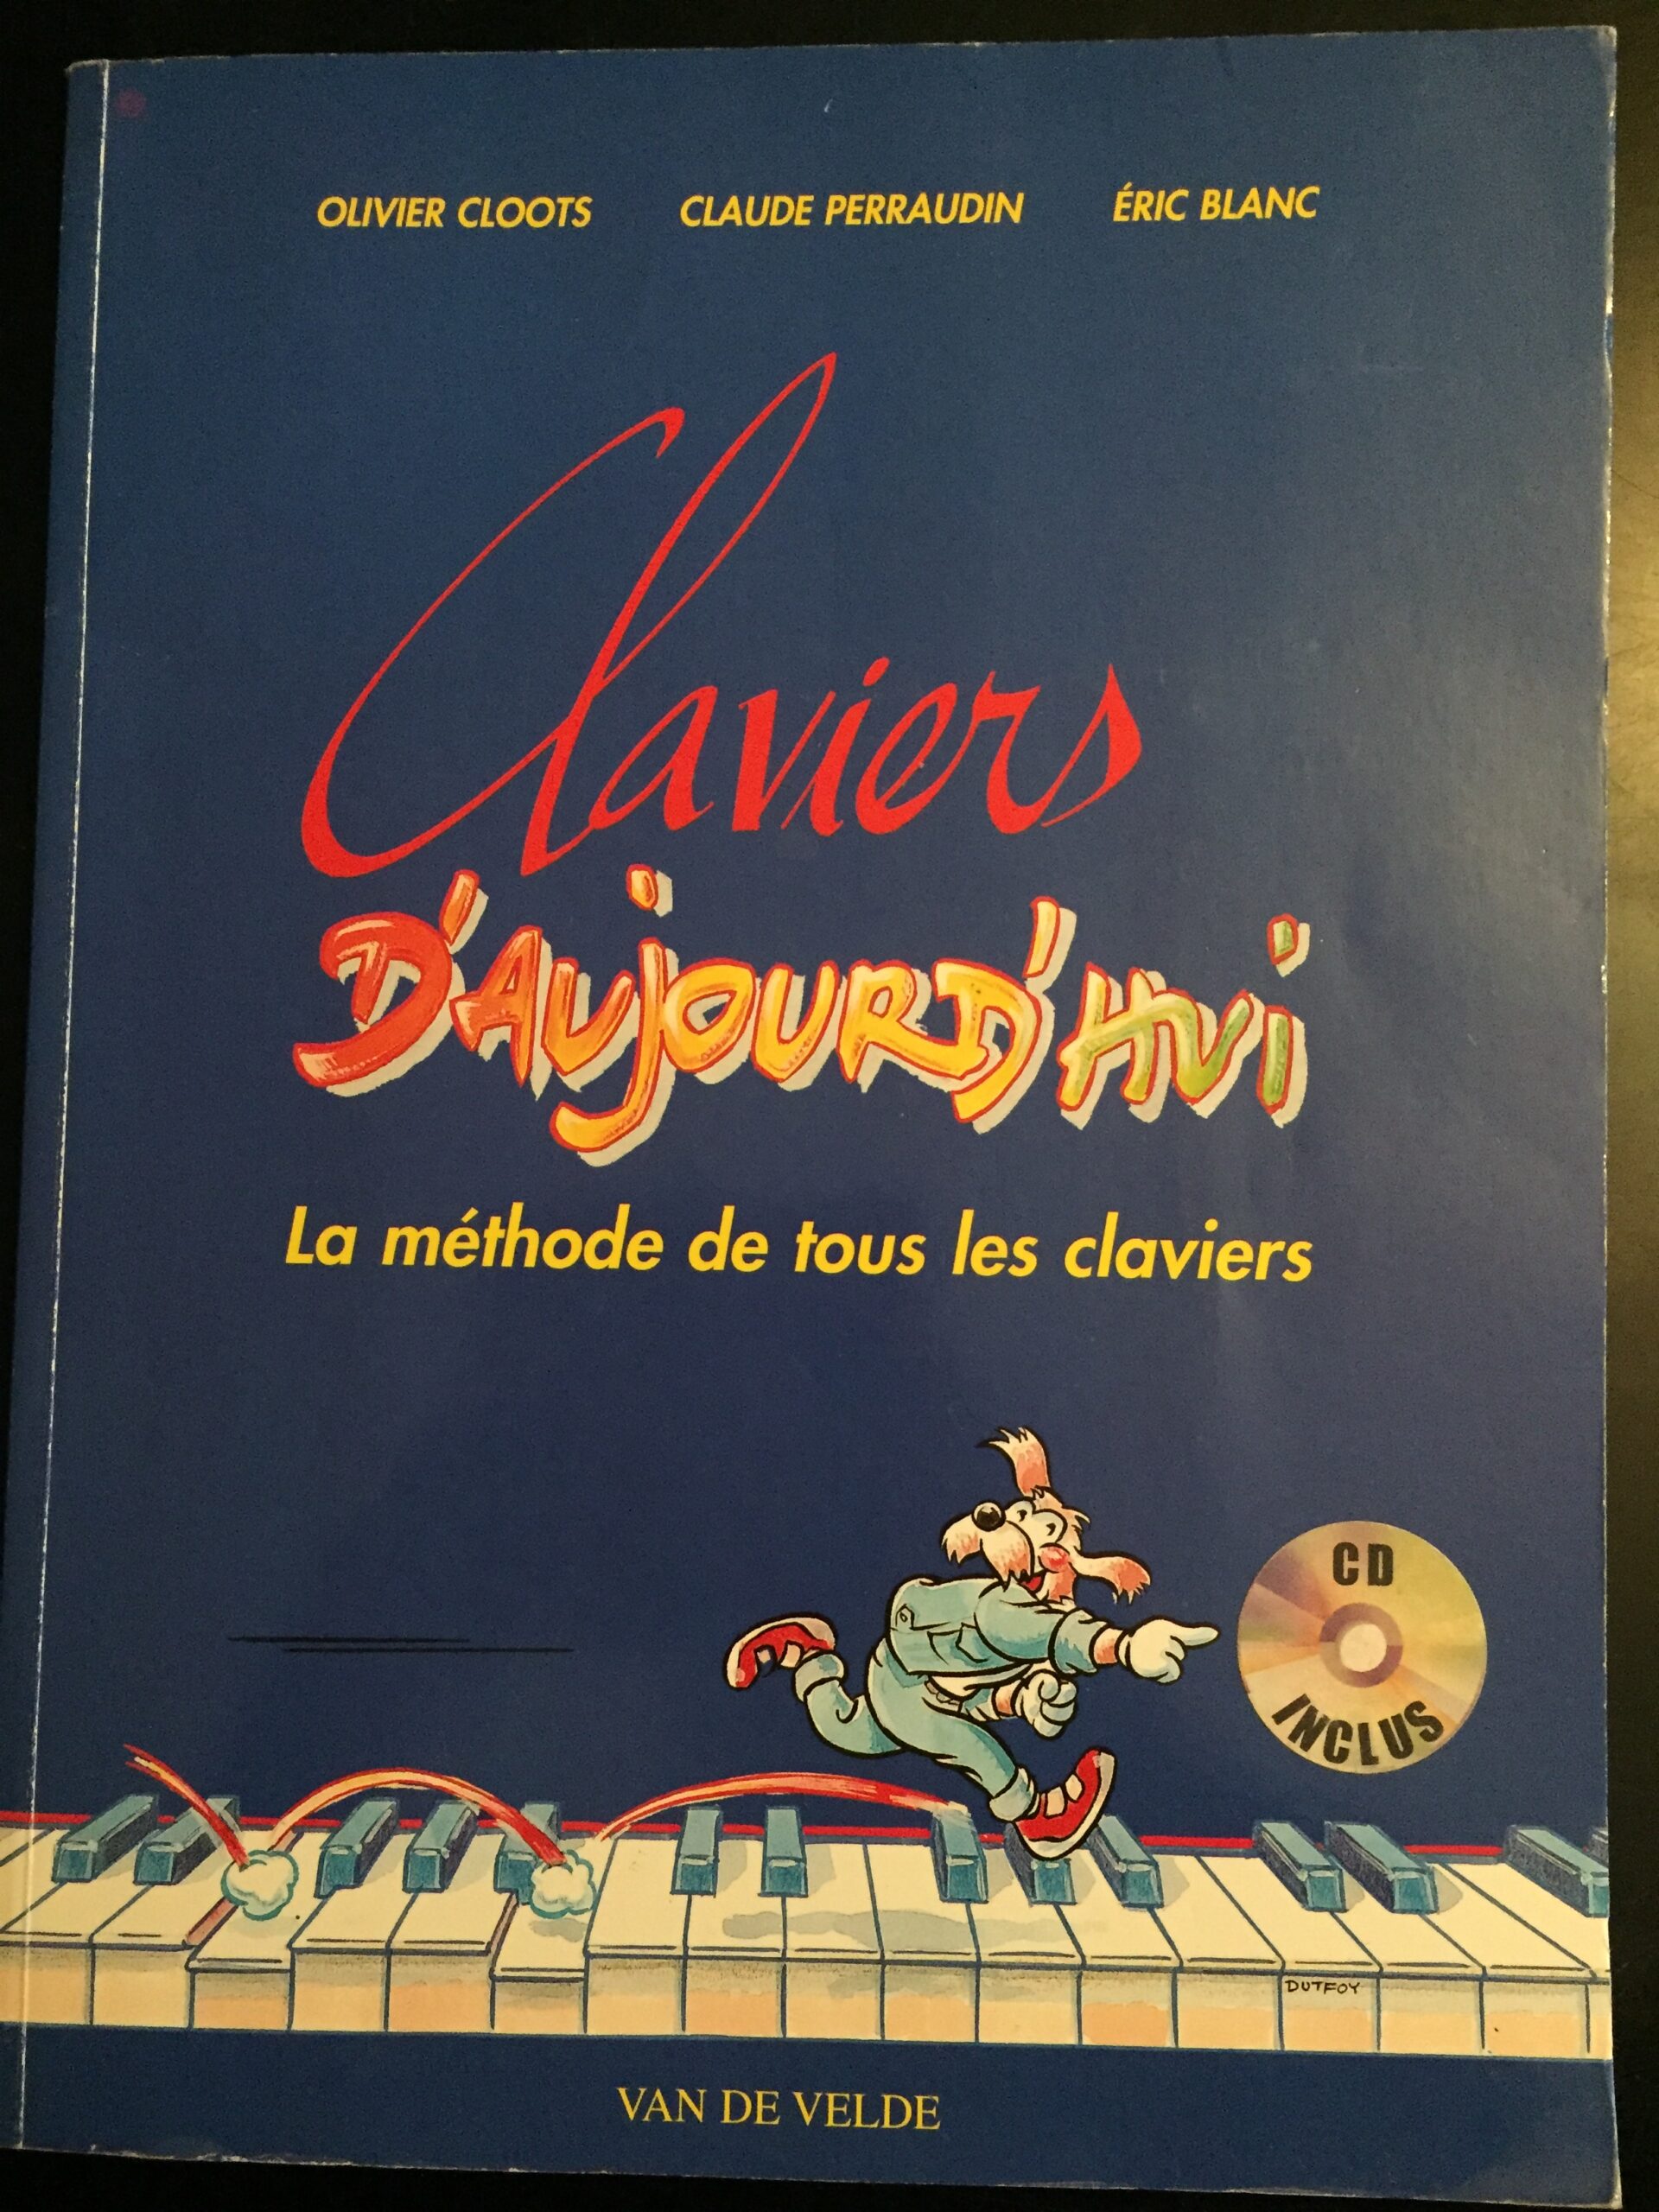 OLIVIER CLOOTS CLAUDE PERRAUDIN ÉRIC BLANC
Claviers
D'AUJOURD'HUI
La méthode de tous les claviers
CD
INCLUS
DUTFOY
VAN DE VELDE